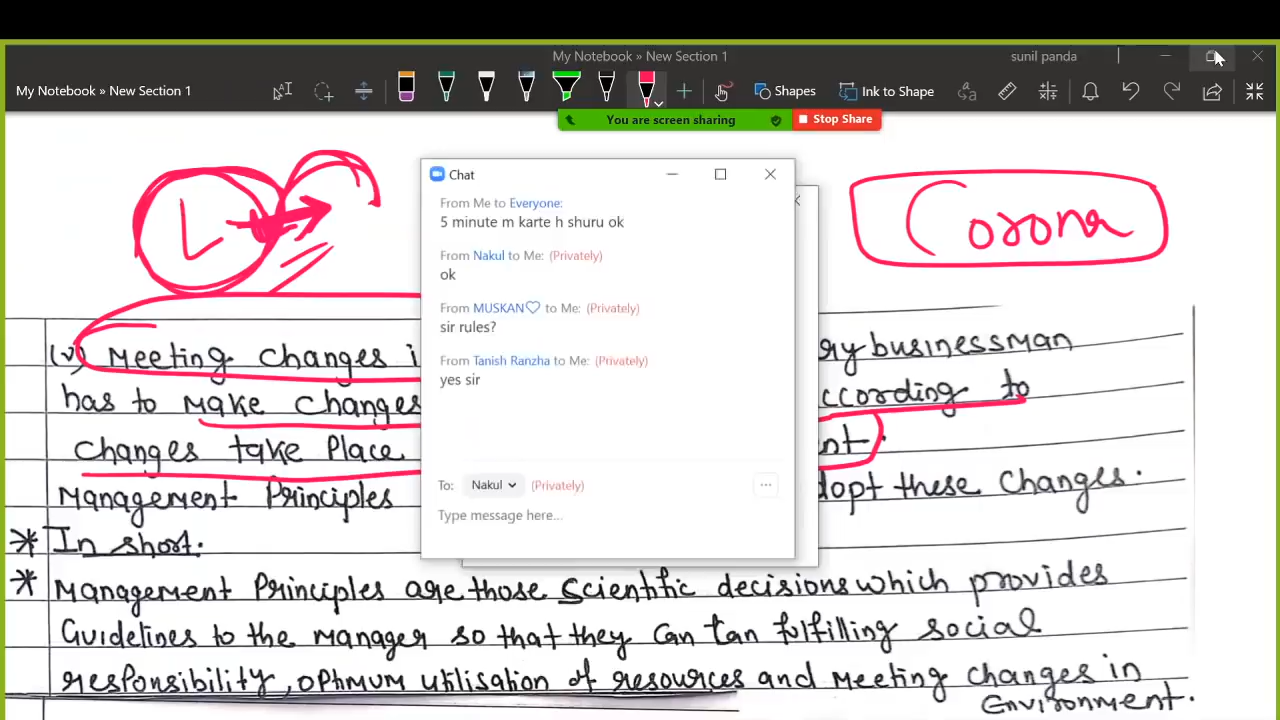 My Notebook » New Section 1
sunil panda
My Notebook » New Section 1
Shapes
Ink to Shape
You are screen sharing
Stop Share
L
Corona
Chat
From Me to Everyone:
5 minute m karte h shuru ok
From Nakul to Me: (Privately)
ok
From MUSKAN♡ to Me: (Privately)
sir rules?
From Tanish Ranzha to Me: (Privately)
yes sir
To: Nakul (Privately)
Type message here...
(v) Meeting Changes i ry businessman
has to make changes ccording to
changes take Place nt.
Management Principles dopt these Changes.
* In short.
* Management Principles are those Scientific decisions which provides
Guidelines to the manager so that they Can tan fulfilling social
responsibility, optimum utilisation of resources and Meeting changes in
Environment.